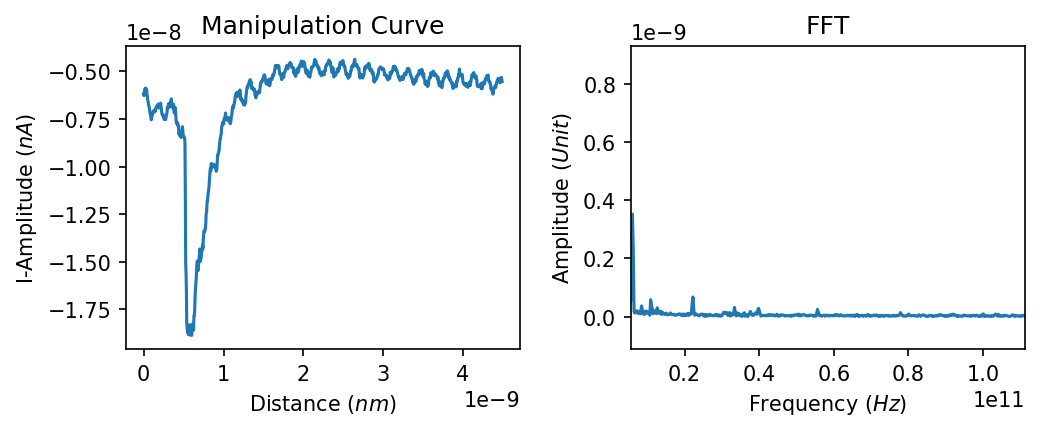 Manipulation Curve
1e−8
−0.50
−0.75
−1.00
−1.25
−1.50
−1.75
I-Amplitude (nA)
0
1
2
3
4
1e−9
Distance (nm)
FFT
1e−9
0.8
0.6
0.4
0.2
0.0
Amplitude (Unit)
0.2
0.4
0.6
0.8
1.0
1e11
Frequency (Hz)